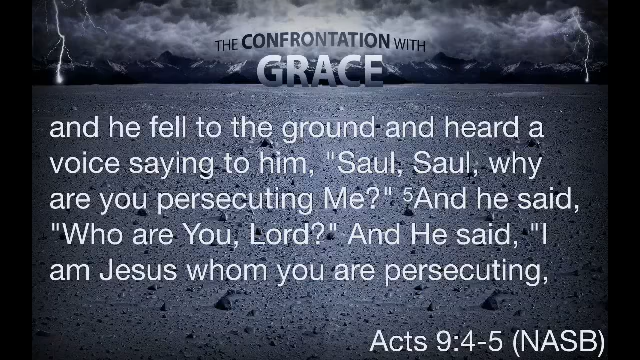 THE CONFRONTATION WITH
GRACE
and he fell to the ground and heard a
voice saying to him, "Saul, Saul, why
are you persecuting Me?" ⁵And he said,
"Who are You, Lord?" And He said, "I
am Jesus whom you are persecuting,
Acts 9:4-5 (NASB)